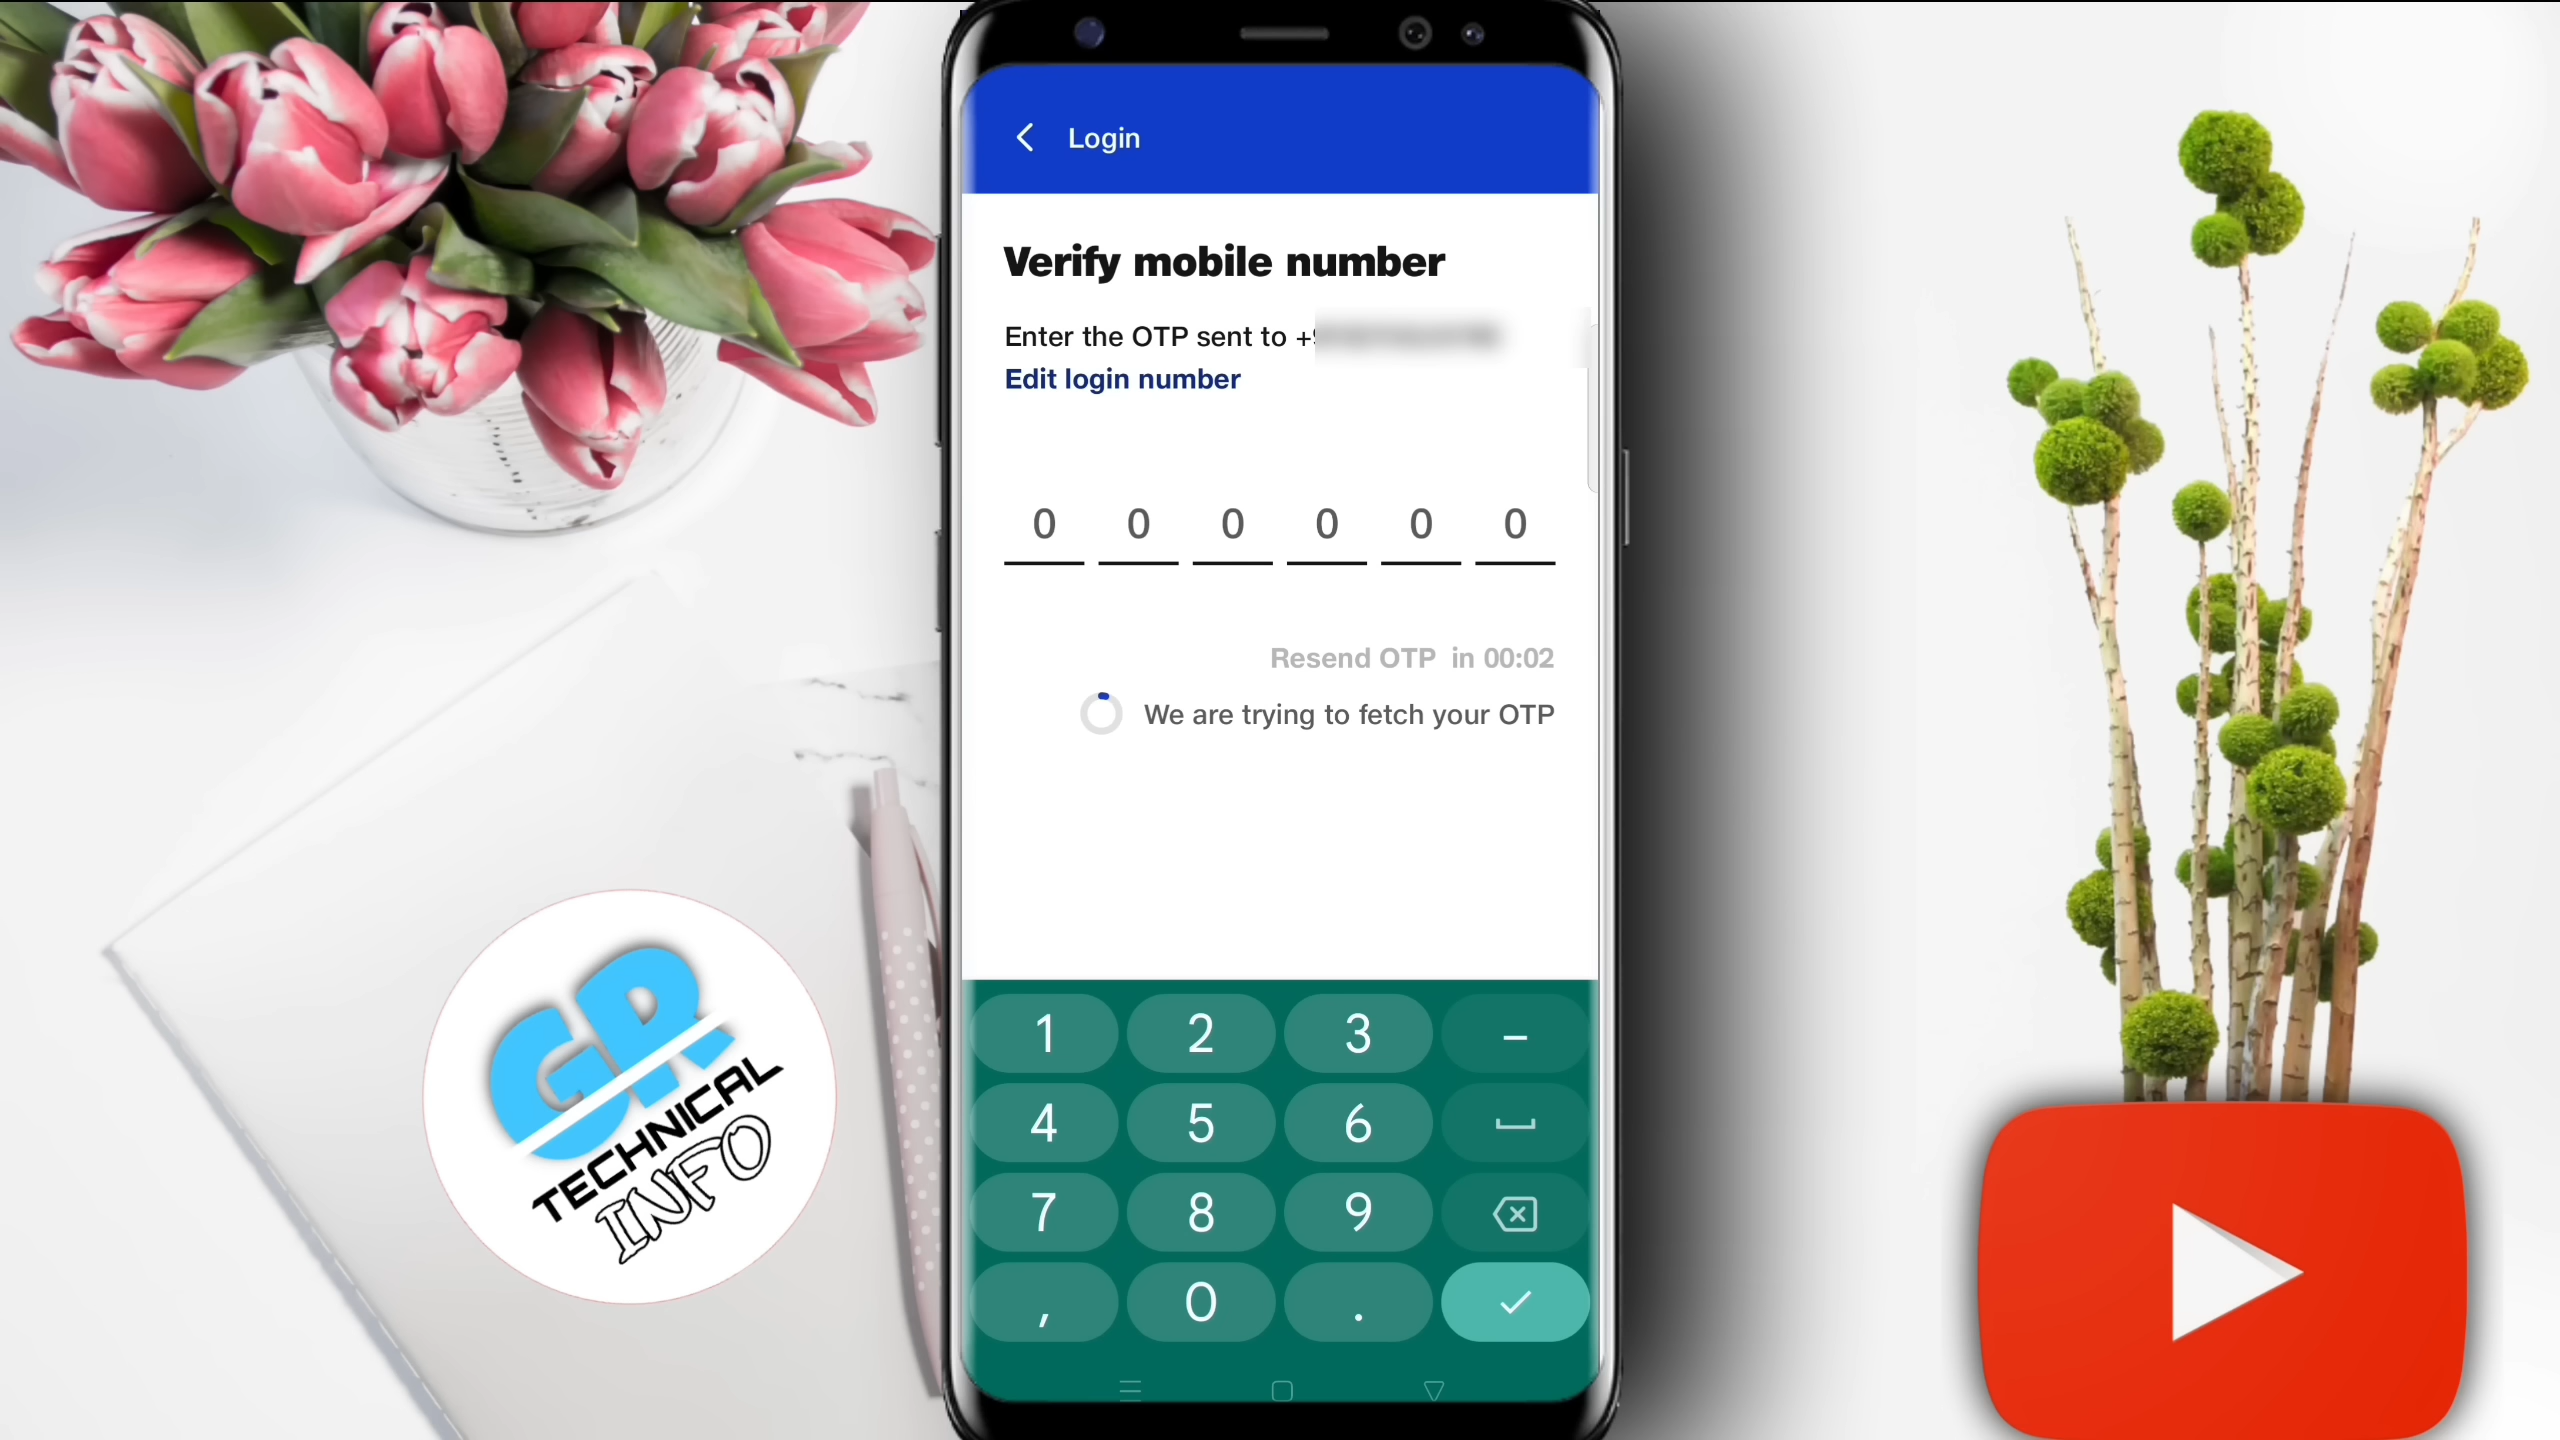 Login
Verify mobile number
Enter the OTP sent to +9
Edit login number
0 0 0 0 0 0
Resend OTP in 00:02
We are trying to fetch your OTP
1 2 3 –
4 5 6
7 8 9
, 0 .
GR
TECHNICAL
INFO